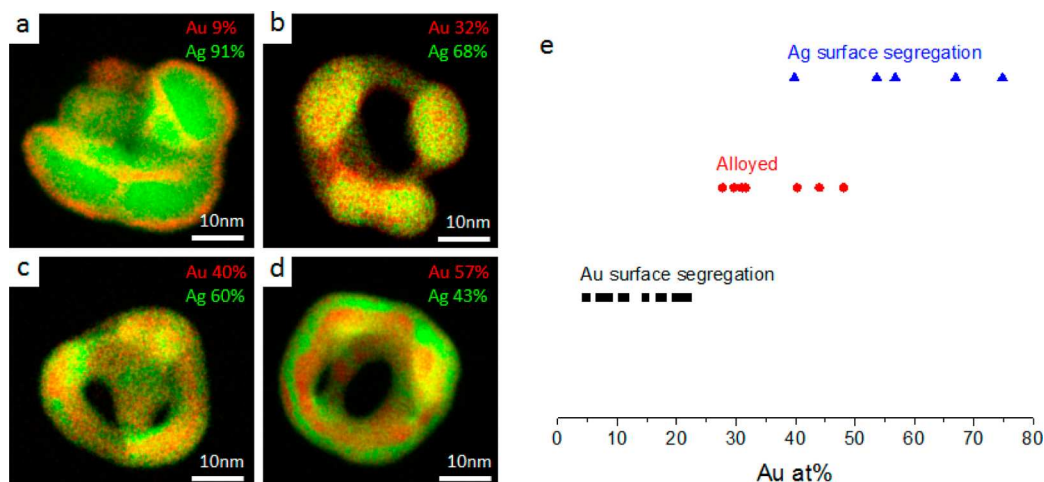 a
Au 9%
Ag 91%
10nm
b
Au 32%
Ag 68%
10nm
c
Au 40%
Ag 60%
10nm
d
Au 57%
Ag 43%
10nm
e
Ag surface segregation
Alloyed
Au surface segregation
0 10 20 30 40 50 60 70 80
Au at%